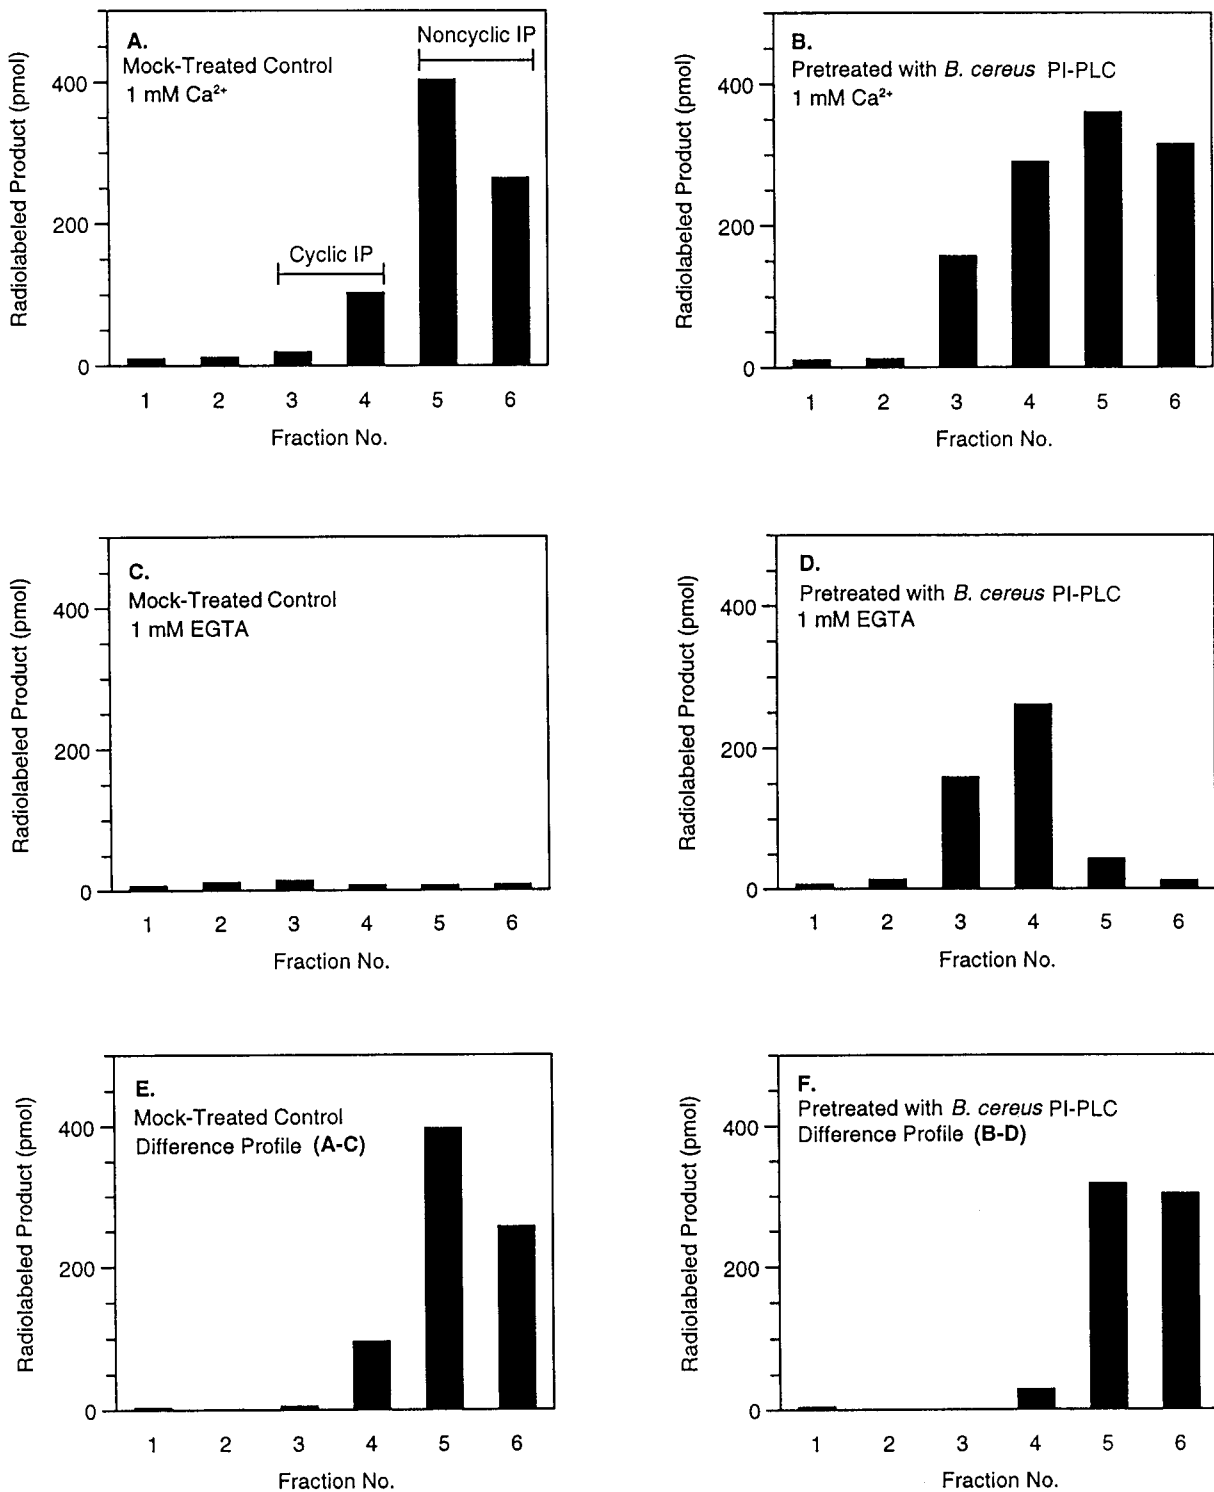 A.
Mock-Treated Control
1 mM Ca²⁺
Noncyclic IP
Cyclic IP
Radiolabeled Product (pmol)
400
200
0
1 2 3 4 5 6
Fraction No.
B.
Pretreated with B. cereus PI-PLC
1 mM Ca²⁺
Radiolabeled Product (pmol)
400
200
0
1 2 3 4 5 6
Fraction No.
C.
Mock-Treated Control
1 mM EGTA
Radiolabeled Product (pmol)
400
200
0
1 2 3 4 5 6
Fraction No.
D.
Pretreated with B. cereus PI-PLC
1 mM EGTA
Radiolabeled Product (pmol)
400
200
0
1 2 3 4 5 6
Fraction No.
E.
Mock-Treated Control
Difference Profile (A-C)
Radiolabeled Product (pmol)
400
200
0
1 2 3 4 5 6
Fraction No.
F.
Pretreated with B. cereus PI-PLC
Difference Profile (B-D)
Radiolabeled Product (pmol)
400
200
0
1 2 3 4 5 6
Fraction No.